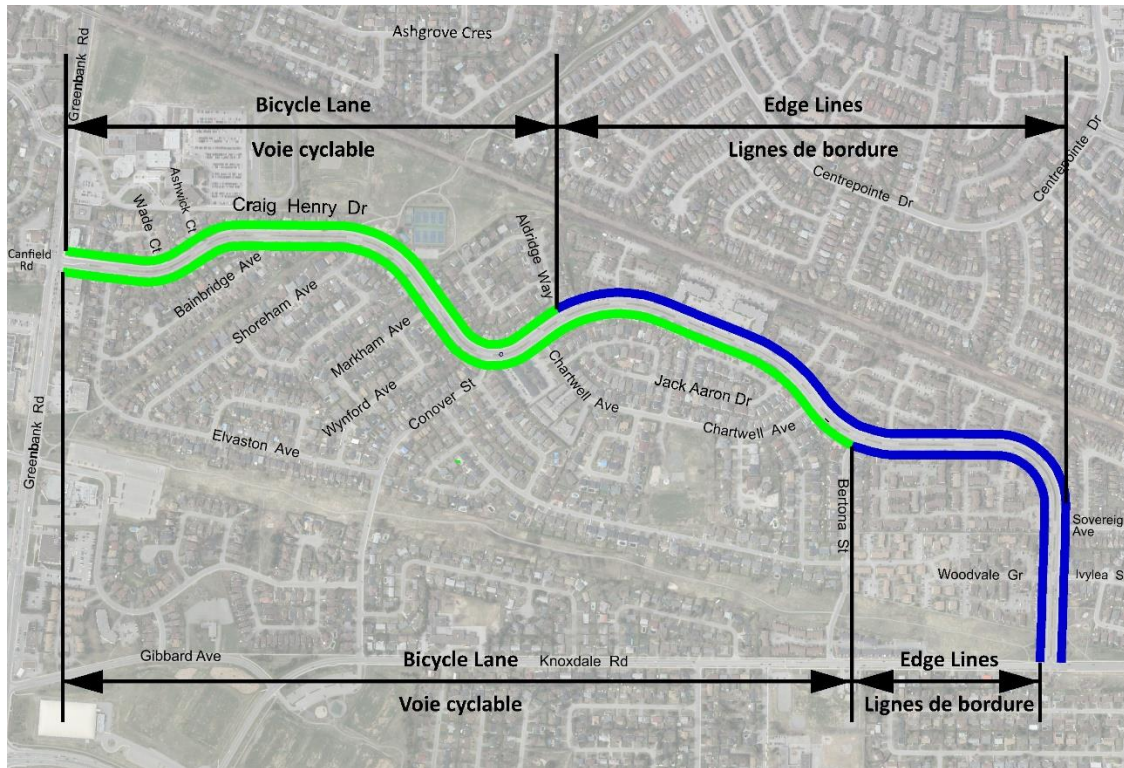 Ashgrove Cres
Greenbank Rd
Bicycle Lane
Edge Lines
Voie cyclable
Lignes de bordure
Centrepointe Dr
Centrepointe Dr
Ashwick Ct
Wade Ct
Craig Henry Dr
Aldridge Way
Canfield
Rd
Bainbridge Ave
Shoreham Ave
Markham Ave
Wynford Ave
Conover St
Chartwell Ave
Jack Aaron Dr
Chartwell Ave
Elvaston Ave
Greenbank Rd
Bertona St
Sovereig
Ave
Woodvale Gr
Ivylea S
Gibbard Ave
Bicycle Lane
Knoxdale Rd
Edge Lines
Voie cyclable
Lignes de bordure